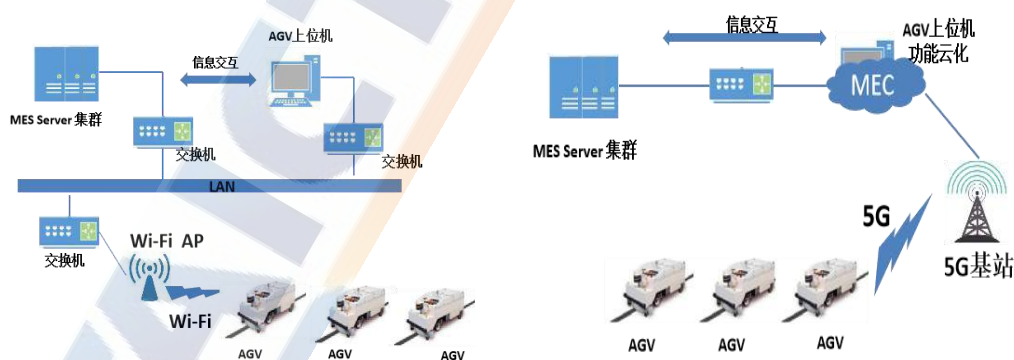 AGV上位机
信息交互
MES Server 集群
交换机
交换机
LAN
交换机
Wi-Fi AP
Wi-Fi
AGV
AGV
AGV
信息交互
AGV上位机
功能云化
MEC
MES Server 集群
5G
5G基站
AGV
AGV
AGV